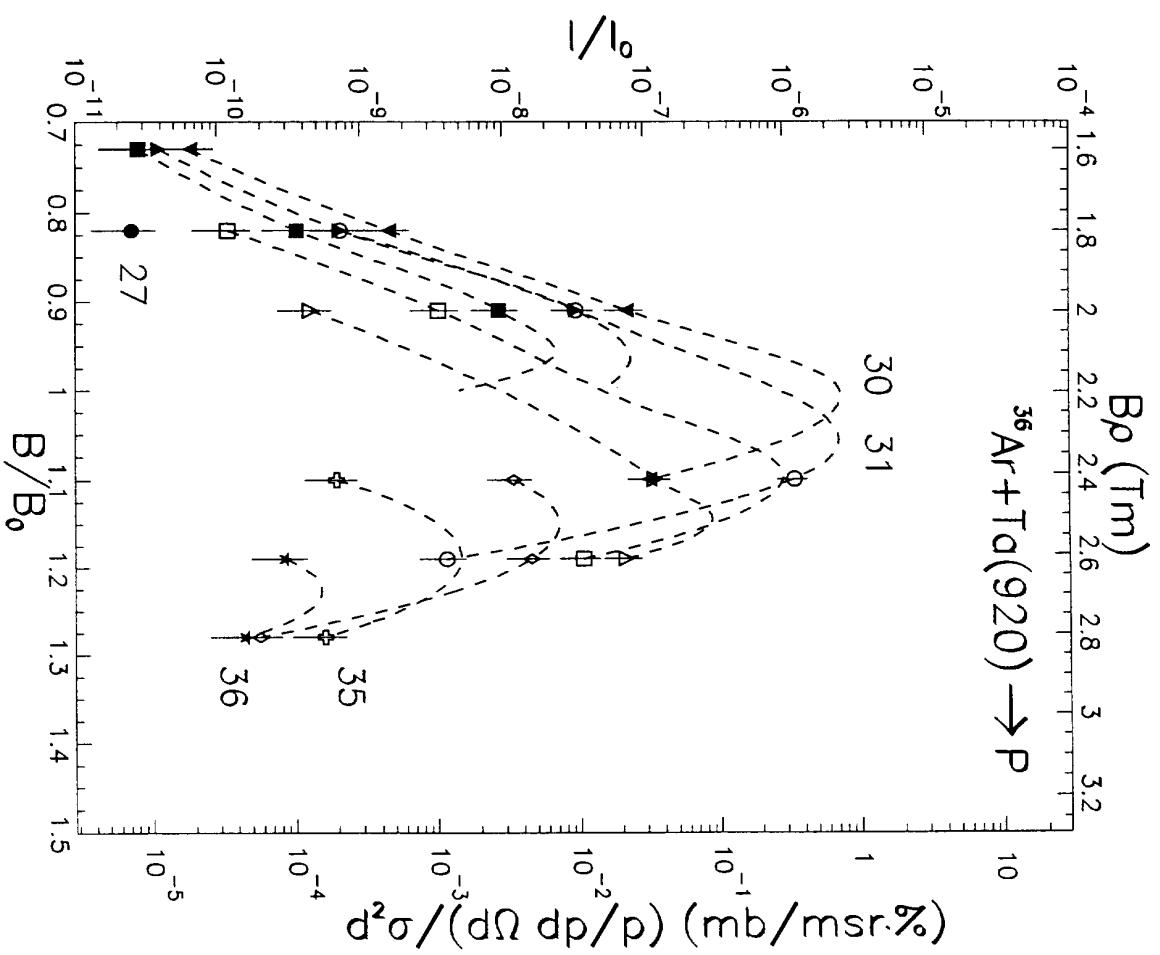 Bρ (Tm)
1.6 1.8 2 2.2 2.4 2.6 2.8 3 3.2
³⁶Ar+Ta(920) → P
I/I₀
10⁻⁴
10⁻⁵
10⁻⁶
10⁻⁷
10⁻⁸
10⁻⁹
10⁻¹⁰
10⁻¹¹
30 31
27
35
36
10
1
10⁻¹
10⁻²
10⁻³
10⁻⁴
10⁻⁵
d²σ/(dΩ dp/p) (mb/msr·%)
0.7 0.8 0.9 1 1.1 1.2 1.3 1.4 1.5
B/B₀